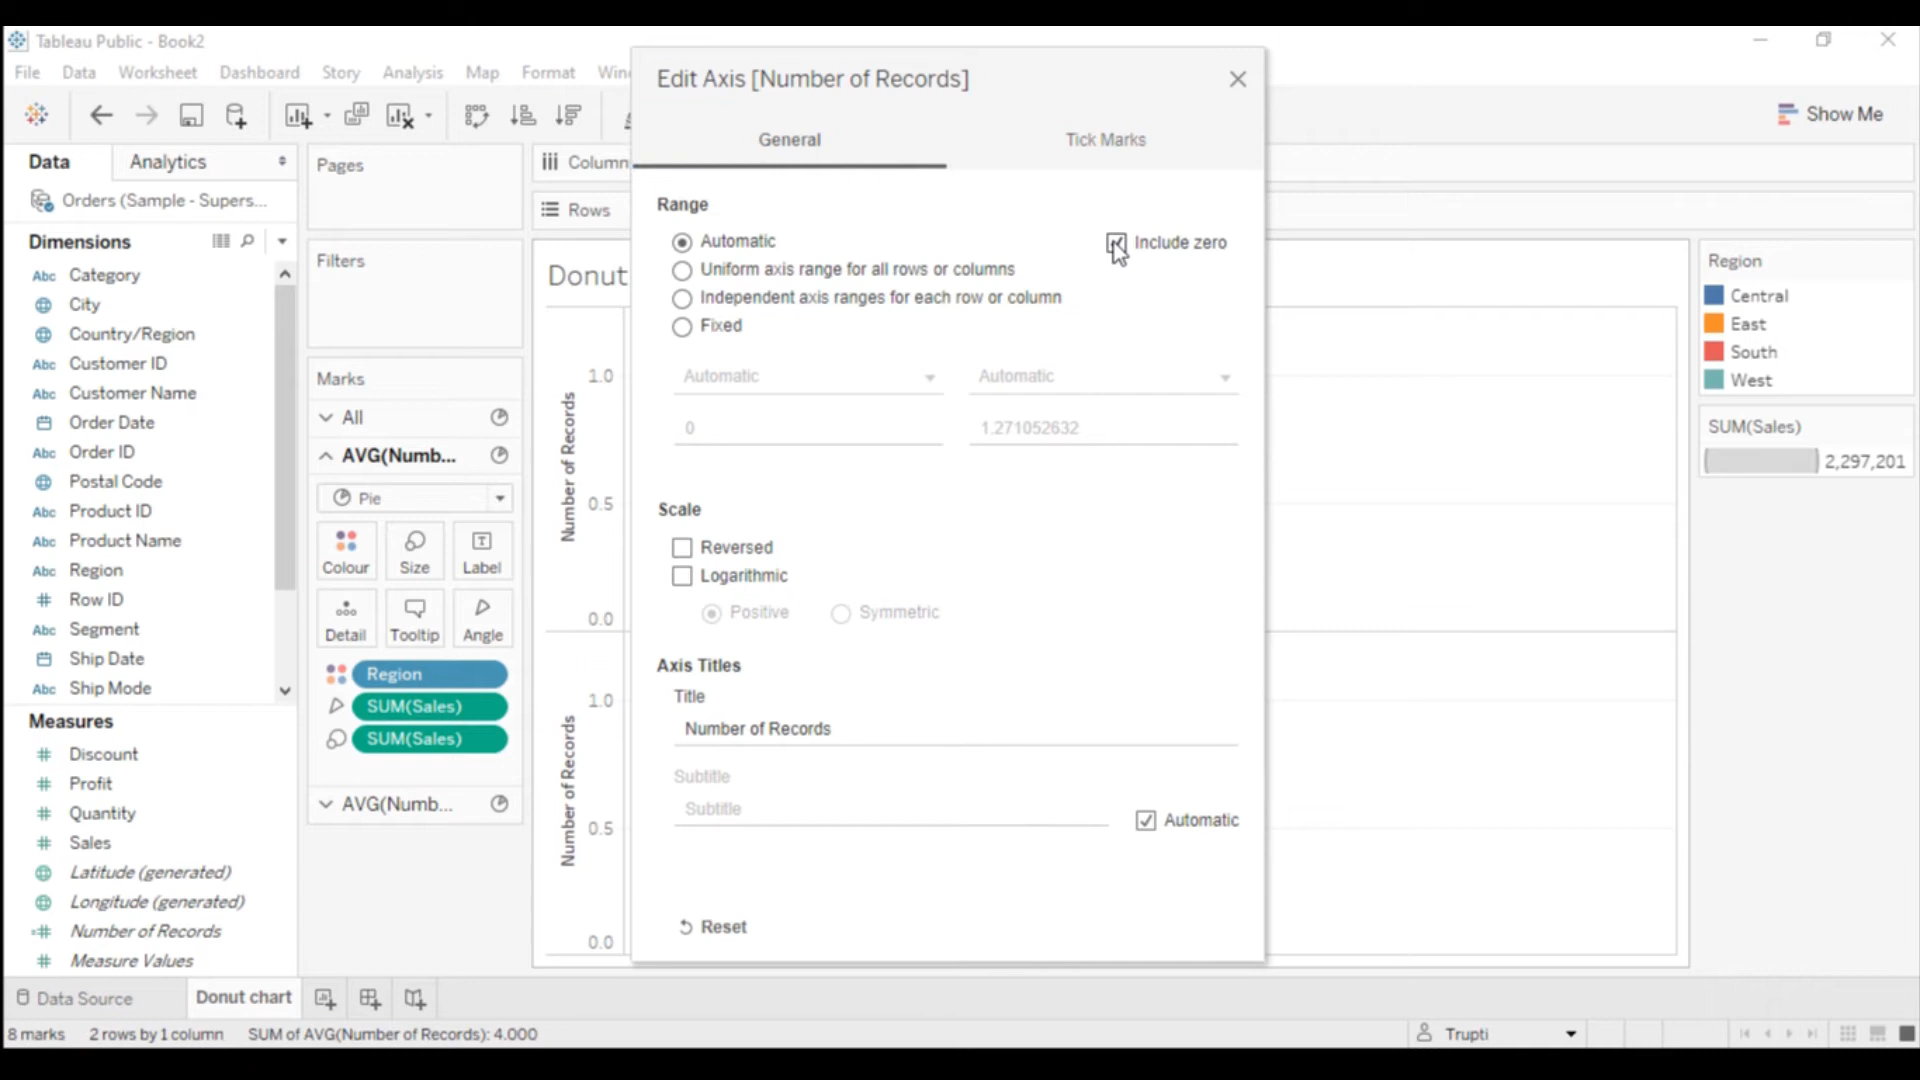 Tableau Public - Book2
File Data Worksheet Dashboard Story Analysis Map Format
Show Me
Data Analytics
Orders (Sample - Supers...
Dimensions
Abc Category
City
Country/Region
Abc Customer ID
Abc Customer Name
Order Date
Abc Order ID
Postal Code
Abc Product ID
Abc Product Name
Abc Region
# Row ID
Abc Segment
Ship Date
Abc Ship Mode
Measures
# Discount
# Profit
# Quantity
# Sales
Latitude (generated)
Longitude (generated)
=# Number of Records
# Measure Values
Pages
Filters
Marks
All
AVG(Numb...
Pie
Colour Size Label
Detail Tooltip Angle
Region
SUM(Sales)
SUM(Sales)
AVG(Numb...
Rows
Donut
Number of Records
1.0
0.5
0.0
Number of Records
1.0
0.5
0.0
Edit Axis [Number of Records]
General Tick Marks
Range
Automatic Include zero
Uniform axis range for all rows or columns
Independent axis ranges for each row or column
Fixed
Automatic Automatic
0 1.271052632
Scale
Reversed
Logarithmic
Positive Symmetric
Axis Titles
Title
Number of Records
Subtitle
Subtitle
Automatic
Reset
Region
Central
East
South
West
SUM(Sales)
2,297,201
Data Source Donut chart
8 marks 2 rows by 1 column SUM of AVG(Number of Records): 4.000
Trupti